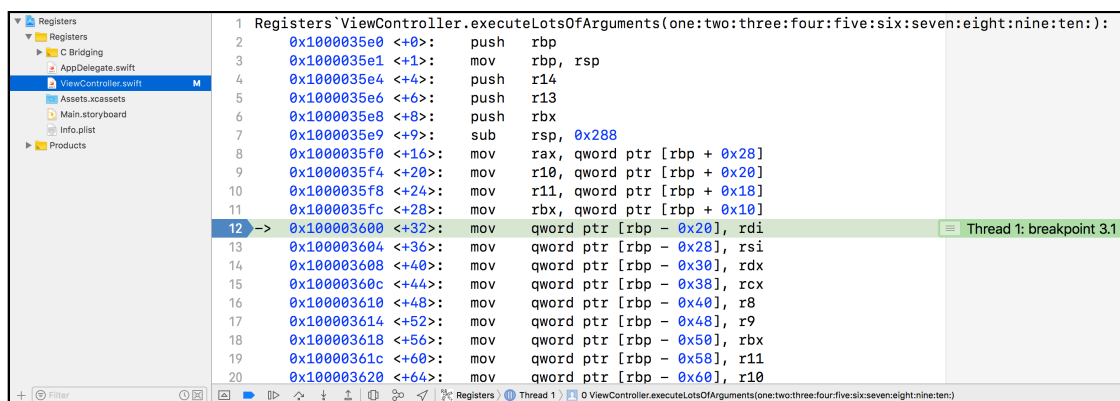 Registers
Registers
C Bridging
AppDelegate.swift
ViewController.swift M
Assets.xcassets
Main.storyboard
Info.plist
Products
Filter
1 Registers`ViewController.executeLotsOfArguments(one:two:three:four:five:six:seven:eight:nine:ten:):
2 0x1000035e0 <+0>: push rbp
3 0x1000035e1 <+1>: mov rbp, rsp
4 0x1000035e4 <+4>: push r14
5 0x1000035e6 <+6>: push r13
6 0x1000035e8 <+8>: push rbx
7 0x1000035e9 <+9>: sub rsp, 0x288
8 0x1000035f0 <+16>: mov rax, qword ptr [rbp + 0x28]
9 0x1000035f4 <+20>: mov r10, qword ptr [rbp + 0x20]
10 0x1000035f8 <+24>: mov r11, qword ptr [rbp + 0x18]
11 0x1000035fc <+28>: mov rbx, qword ptr [rbp + 0x10]
12 -> 0x100003600 <+32>: mov qword ptr [rbp - 0x20], rdi Thread 1: breakpoint 3.1
13 0x100003604 <+36>: mov qword ptr [rbp - 0x28], rsi
14 0x100003608 <+40>: mov qword ptr [rbp - 0x30], rdx
15 0x10000360c <+44>: mov qword ptr [rbp - 0x38], rcx
16 0x100003610 <+48>: mov qword ptr [rbp - 0x40], r8
17 0x100003614 <+52>: mov qword ptr [rbp - 0x48], r9
18 0x100003618 <+56>: mov qword ptr [rbp - 0x50], rbx
19 0x10000361c <+60>: mov qword ptr [rbp - 0x58], r11
20 0x100003620 <+64>: mov qword ptr [rbp - 0x60], r10
Registers Thread 1 0 ViewController.executeLotsOfArguments(one:two:three:four:five:six:seven:eight:nine:ten:)